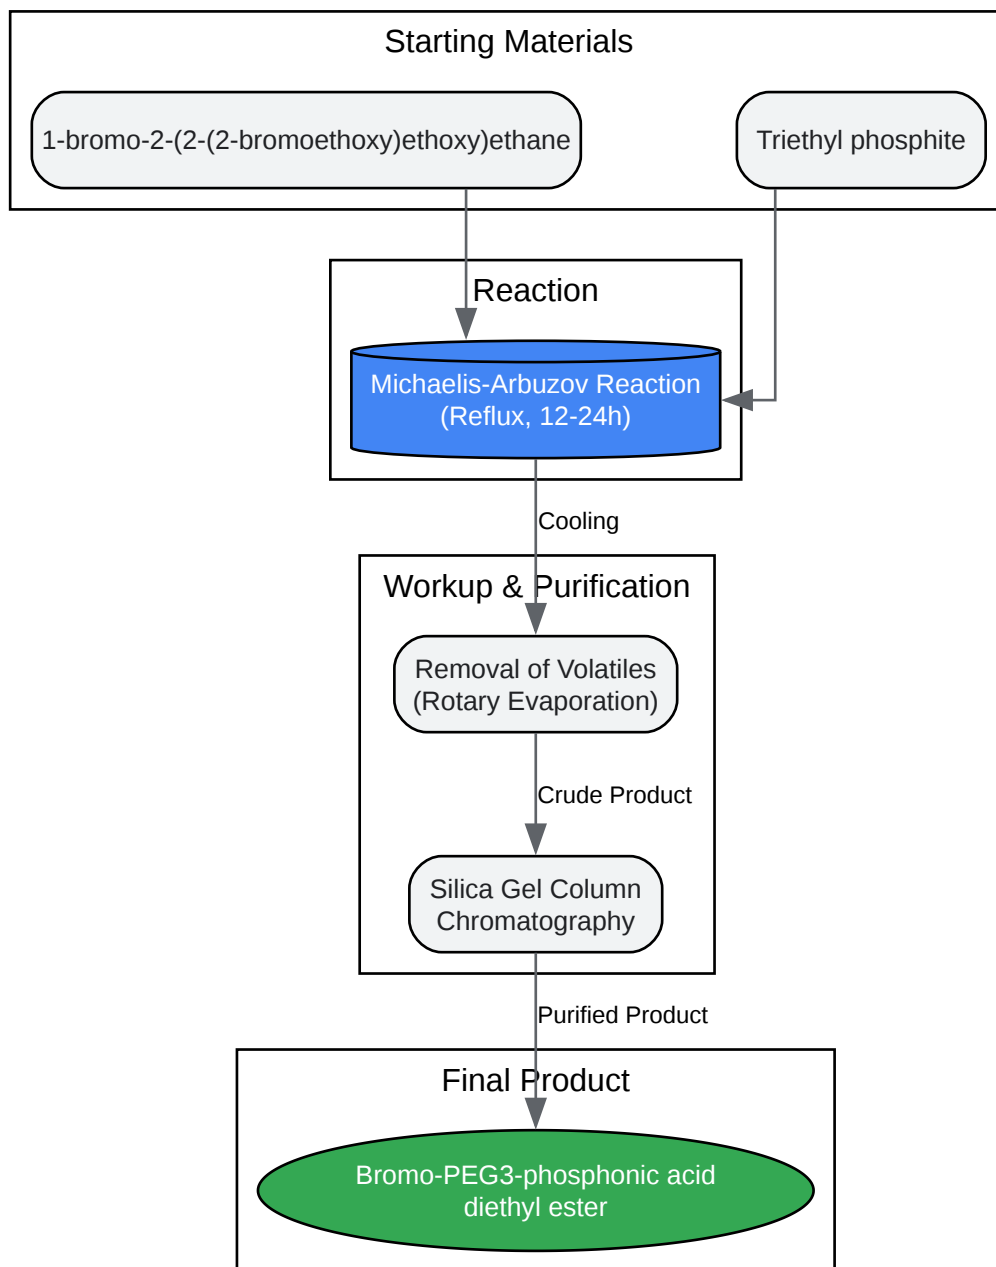 Starting Materials
1-bromo-2-(2-(2-bromoethoxy)ethoxy)ethane
Triethyl phosphite
Reaction
Michaelis-Arbuzov Reaction
(Reflux, 12-24h)
Cooling
Workup & Purification
Removal of Volatiles
(Rotary Evaporation)
Crude Product
Silica Gel Column
Chromatography
Purified Product
Final Product
Bromo-PEG3-phosphonic acid
diethyl ester